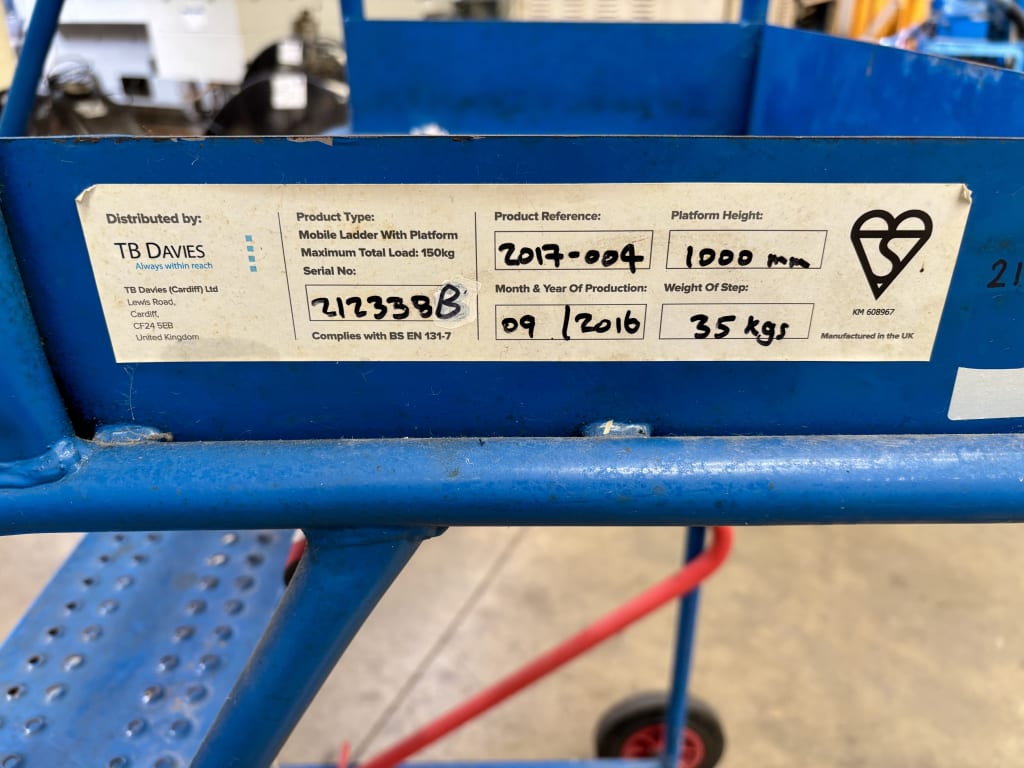 Distributed by:
TB DAVIES
Always within reach
TB Davies (Cardiff) Ltd
Lewis Road,
Cardiff,
CF24 5EB
United Kingdom
Product Type:
Mobile Ladder With Platform
Maximum Total Load: 150kg
Serial No:
212338B
Complies with BS EN 131-7
Product Reference:
2017-004
Month & Year Of Production:
09 / 2016
Platform Height:
1000 mm
Weight Of Step:
35 kgs
KM 608967
Manufactured in the UK
21